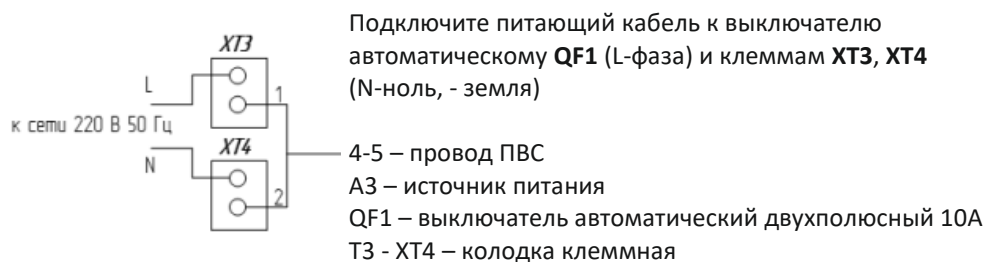 XT3
L
1
к сети 220 В 50 Гц
XT4
N
2
Подключите питающий кабель к выключателю
автоматическому QF1 (L-фаза) и клеммам XT3, XT4
(N-ноль, - земля)
4-5 – провод ПВС
А3 – источник питания
QF1 – выключатель автоматический двухполюсный 10А
T3 - XT4 – колодка клеммная